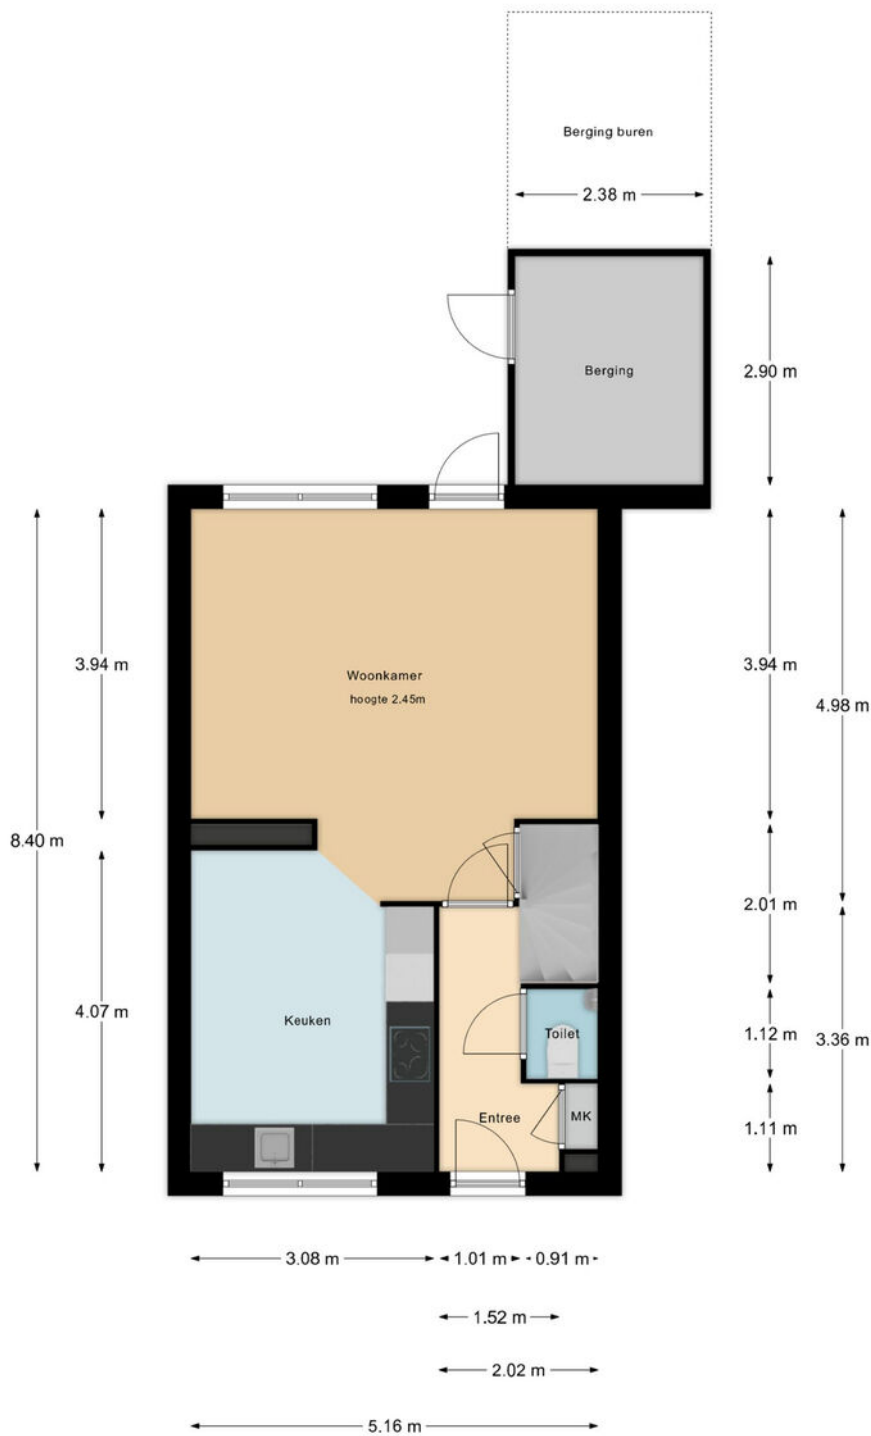 Berging buren
2.38 m
Berging
2.90 m
Woonkamer
hoogte 2.45m
3.94 m
3.94 m
4.98 m
8.40 m
2.01 m
4.07 m
Keuken
Toilet
1.12 m
3.36 m
Entree
MK
1.11 m
3.08 m
1.01 m
0.91 m
1.52 m
2.02 m
5.16 m